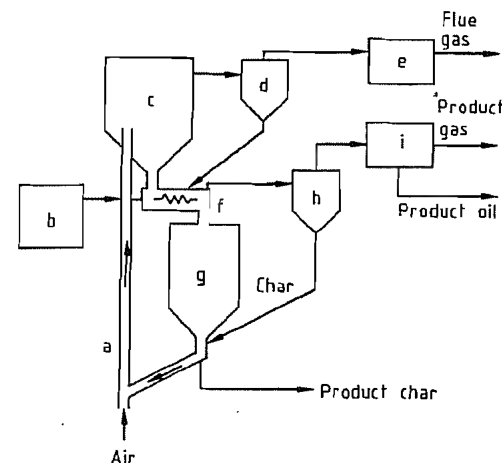 Flue
gas
e
c
d
Product
gas
i
b
f
h
Product oil
g
Char
a
Product char
Air